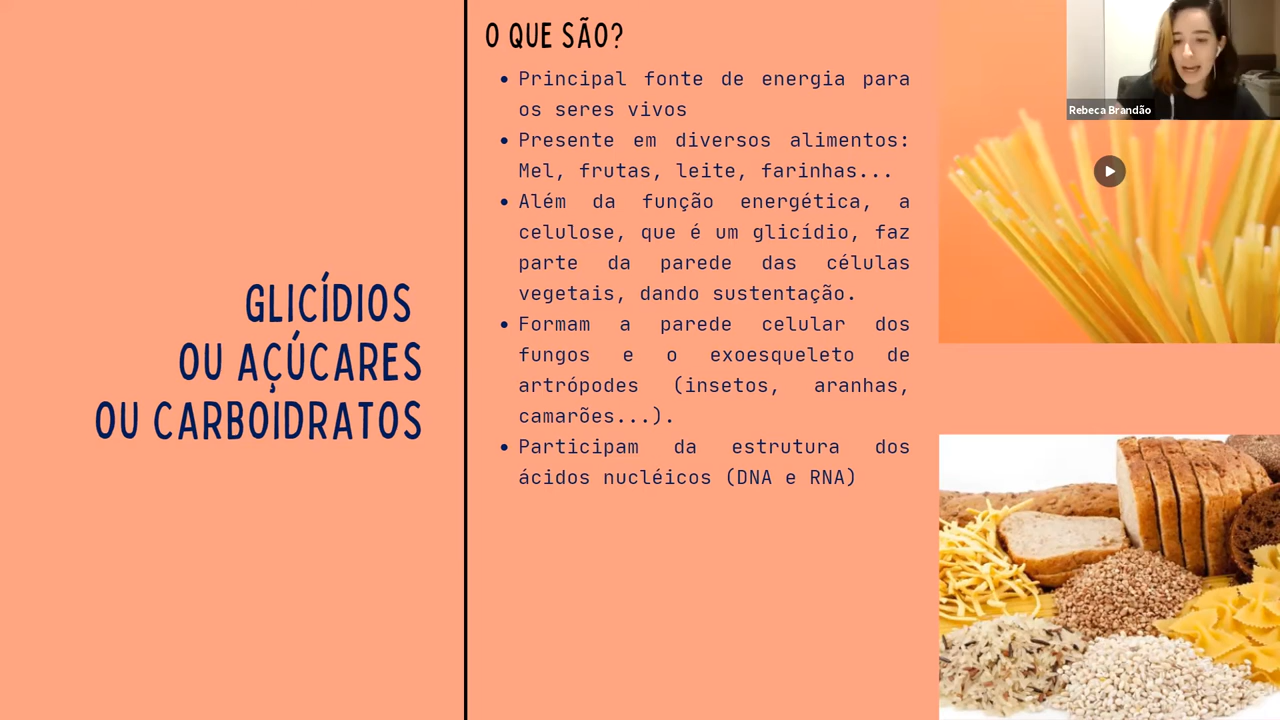 GLICÍDIOS
OU AÇÚCARES
OU CARBOIDRATOS
O QUE SÃO?
• Principal fonte de energia para
os seres vivos
• Presente em diversos alimentos:
Mel, frutas, leite, farinhas...
• Além da função energética, a
celulose, que é um glicídio, faz
parte da parede das células
vegetais, dando sustentação.
• Formam a parede celular dos
fungos e o exoesqueleto de
artrópodes (insetos, aranhas,
camarões...).
• Participam da estrutura dos
ácidos nucléicos (DNA e RNA)
Rebeca Brandão